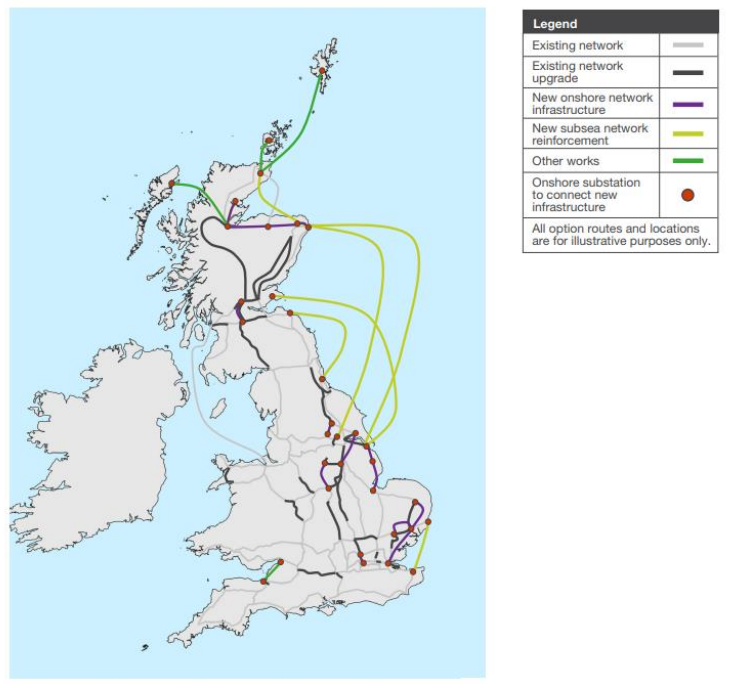 Legend
Existing network
Existing network
upgrade
New onshore network
infrastructure
New subsea network
reinforcement
Other works
Onshore substation
to connect new
infrastructure
All option routes and locations
are for illustrative purposes only.